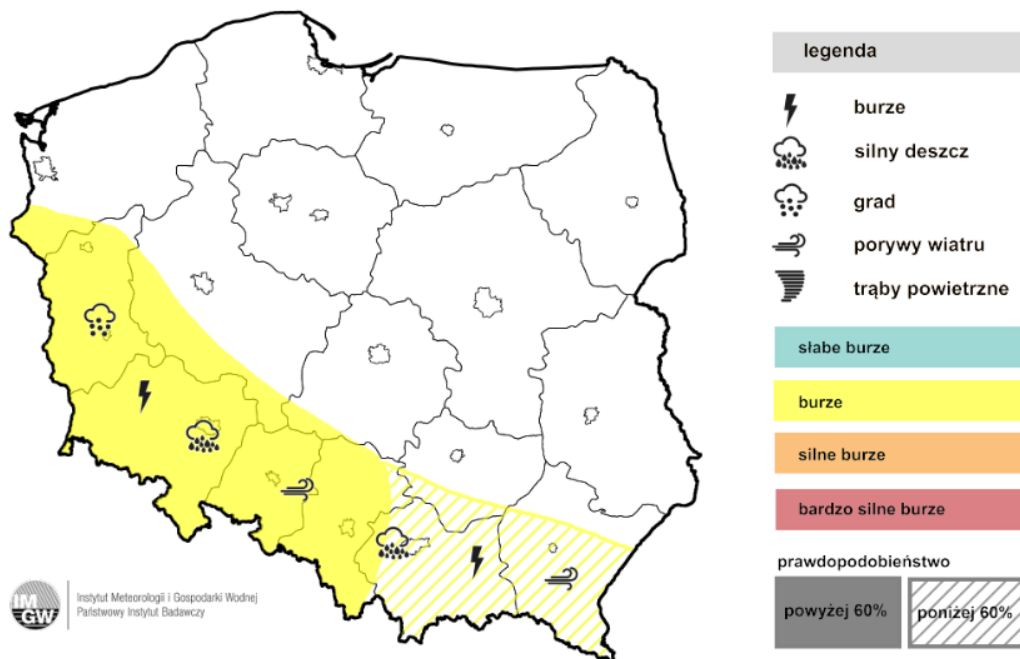 legenda
burze
silny deszcz
grad
porywy wiatru
trąby powietrzne
słabe burze
burze
silne burze
bardzo silne burze
prawdopodobieństwo
powyżej 60%
poniżej 60%
IM
GW
Instytut Meteorologii i Gospodarki Wodnej
Państwowy Instytut Badawczy